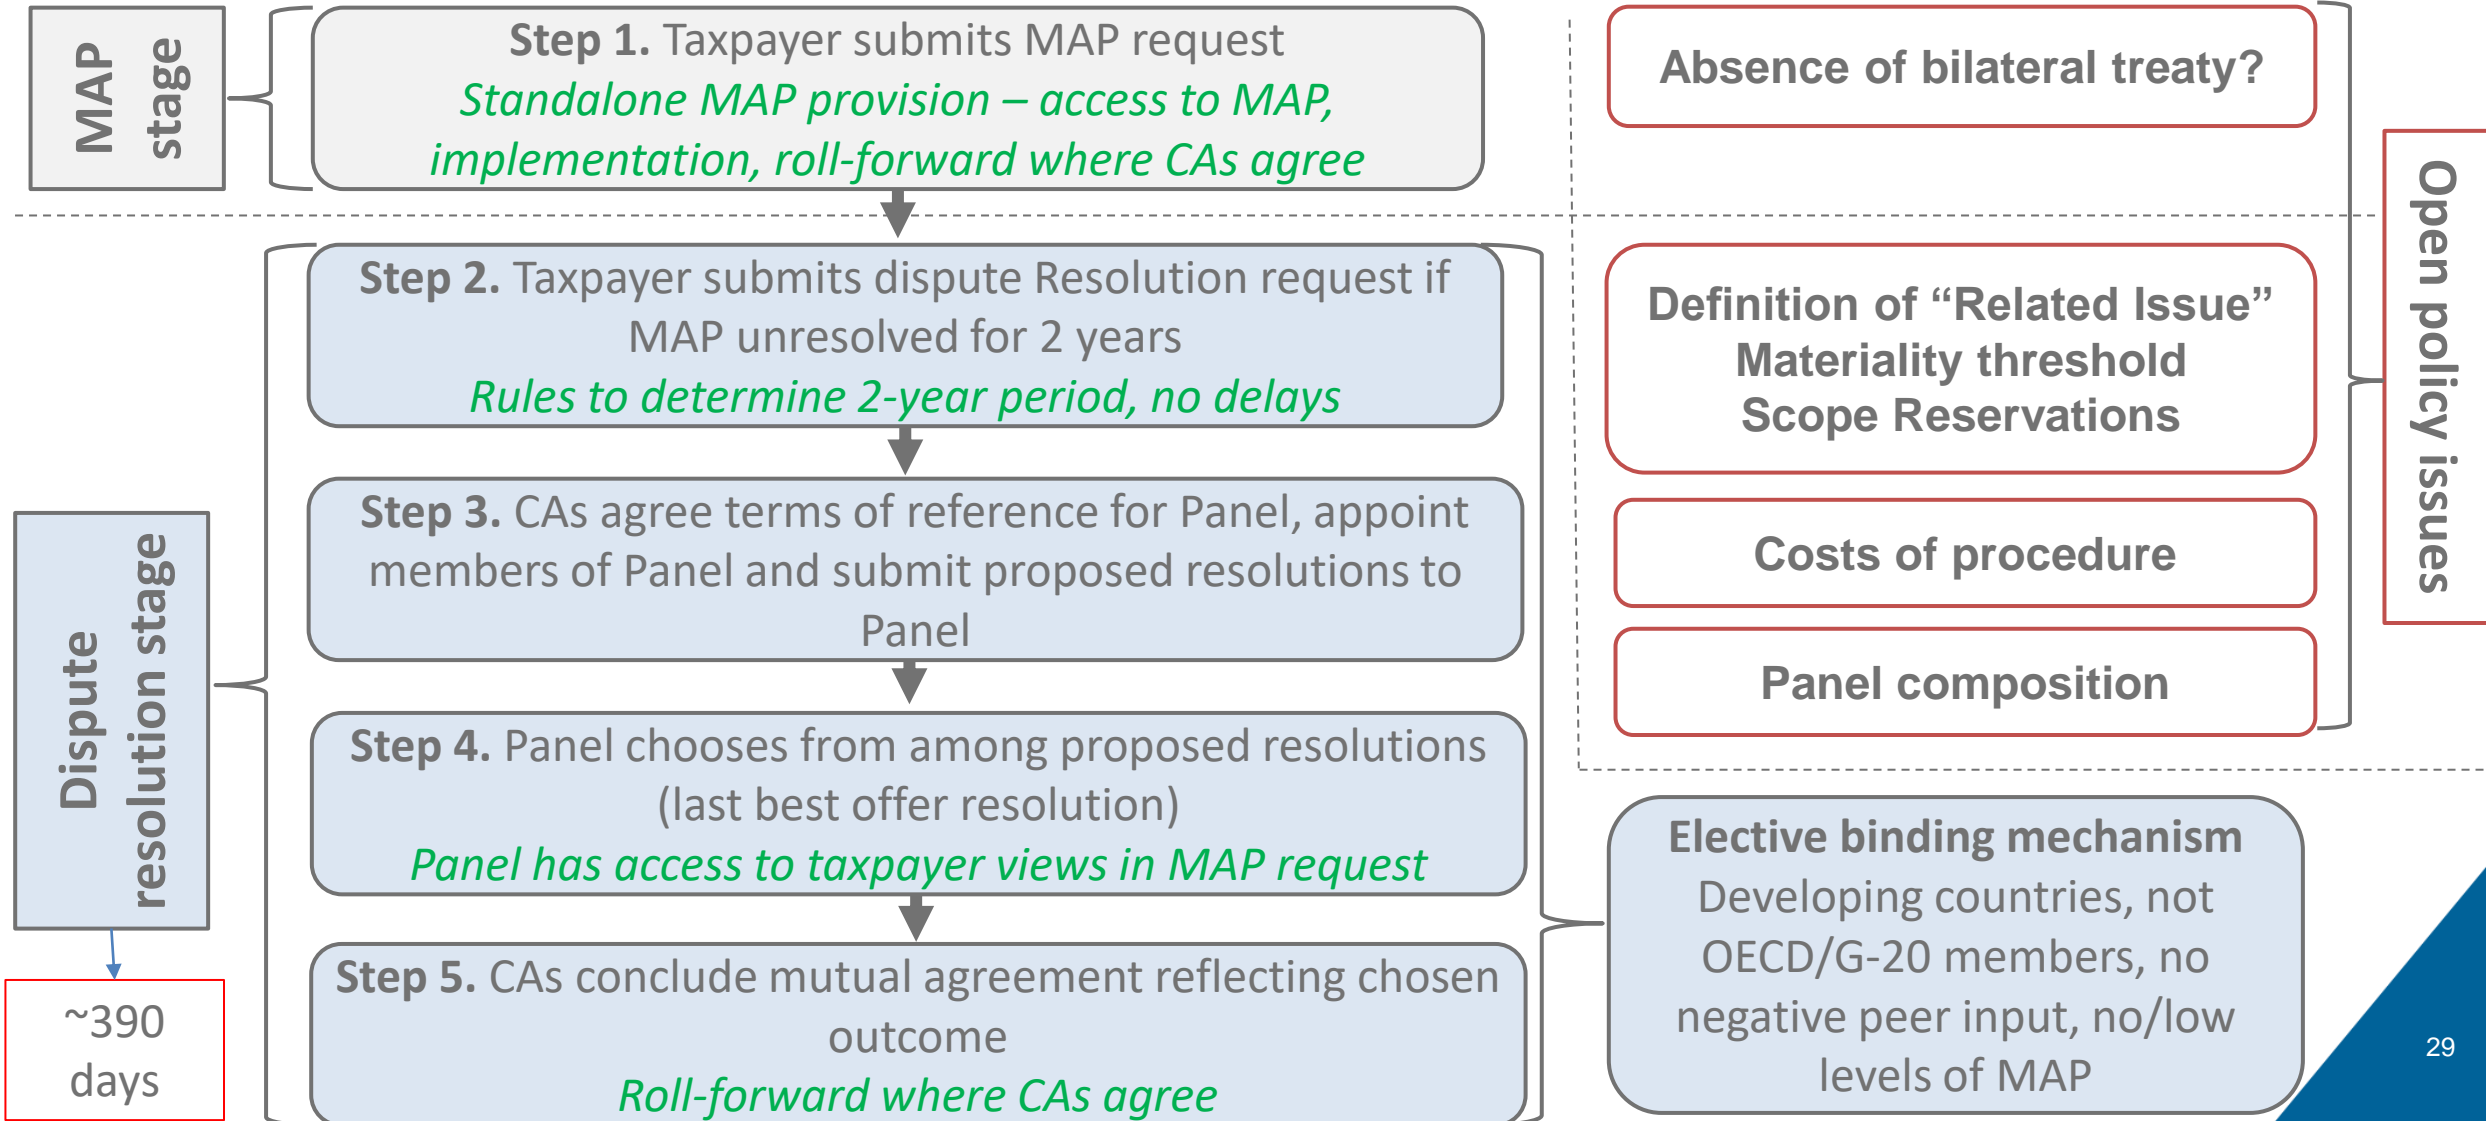 MAP
stage
Step 1. Taxpayer submits MAP request
Standalone MAP provision – access to MAP,
implementation, roll-forward where CAs agree
Dispute
resolution stage
~390
days
Step 2. Taxpayer submits dispute Resolution request if
MAP unresolved for 2 years
Rules to determine 2-year period, no delays
Step 3. CAs agree terms of reference for Panel, appoint
members of Panel and submit proposed resolutions to
Panel
Step 4. Panel chooses from among proposed resolutions
(last best offer resolution)
Panel has access to taxpayer views in MAP request
Step 5. CAs conclude mutual agreement reflecting chosen
outcome
Roll-forward where CAs agree
Absence of bilateral treaty?
Definition of “Related Issue”
Materiality threshold
Scope Reservations
Costs of procedure
Panel composition
Open policy issues
Elective binding mechanism
Developing countries, not
OECD/G-20 members, no
negative peer input, no/low
levels of MAP
29